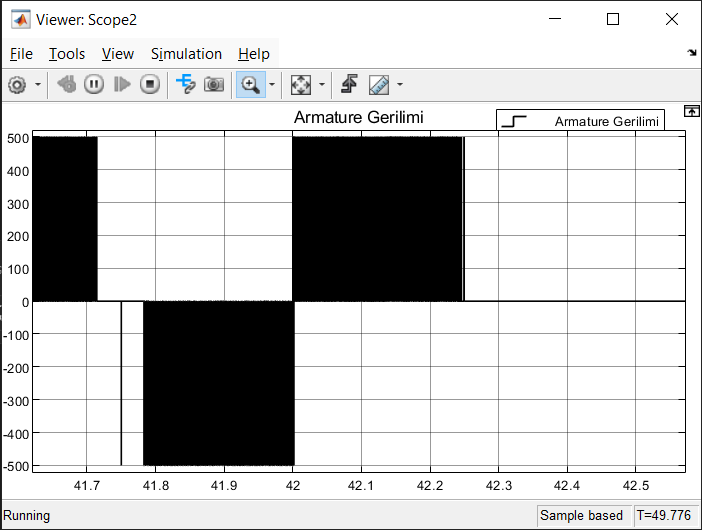 Viewer: Scope2
File Tools View Simulation Help
Armature Gerilimi
Armature Gerilimi
500
400
300
200
100
0
-100
-200
-300
-400
-500
41.7 41.8 41.9 42 42.1 42.2 42.3 42.4 42.5
Running Sample based T=49.776